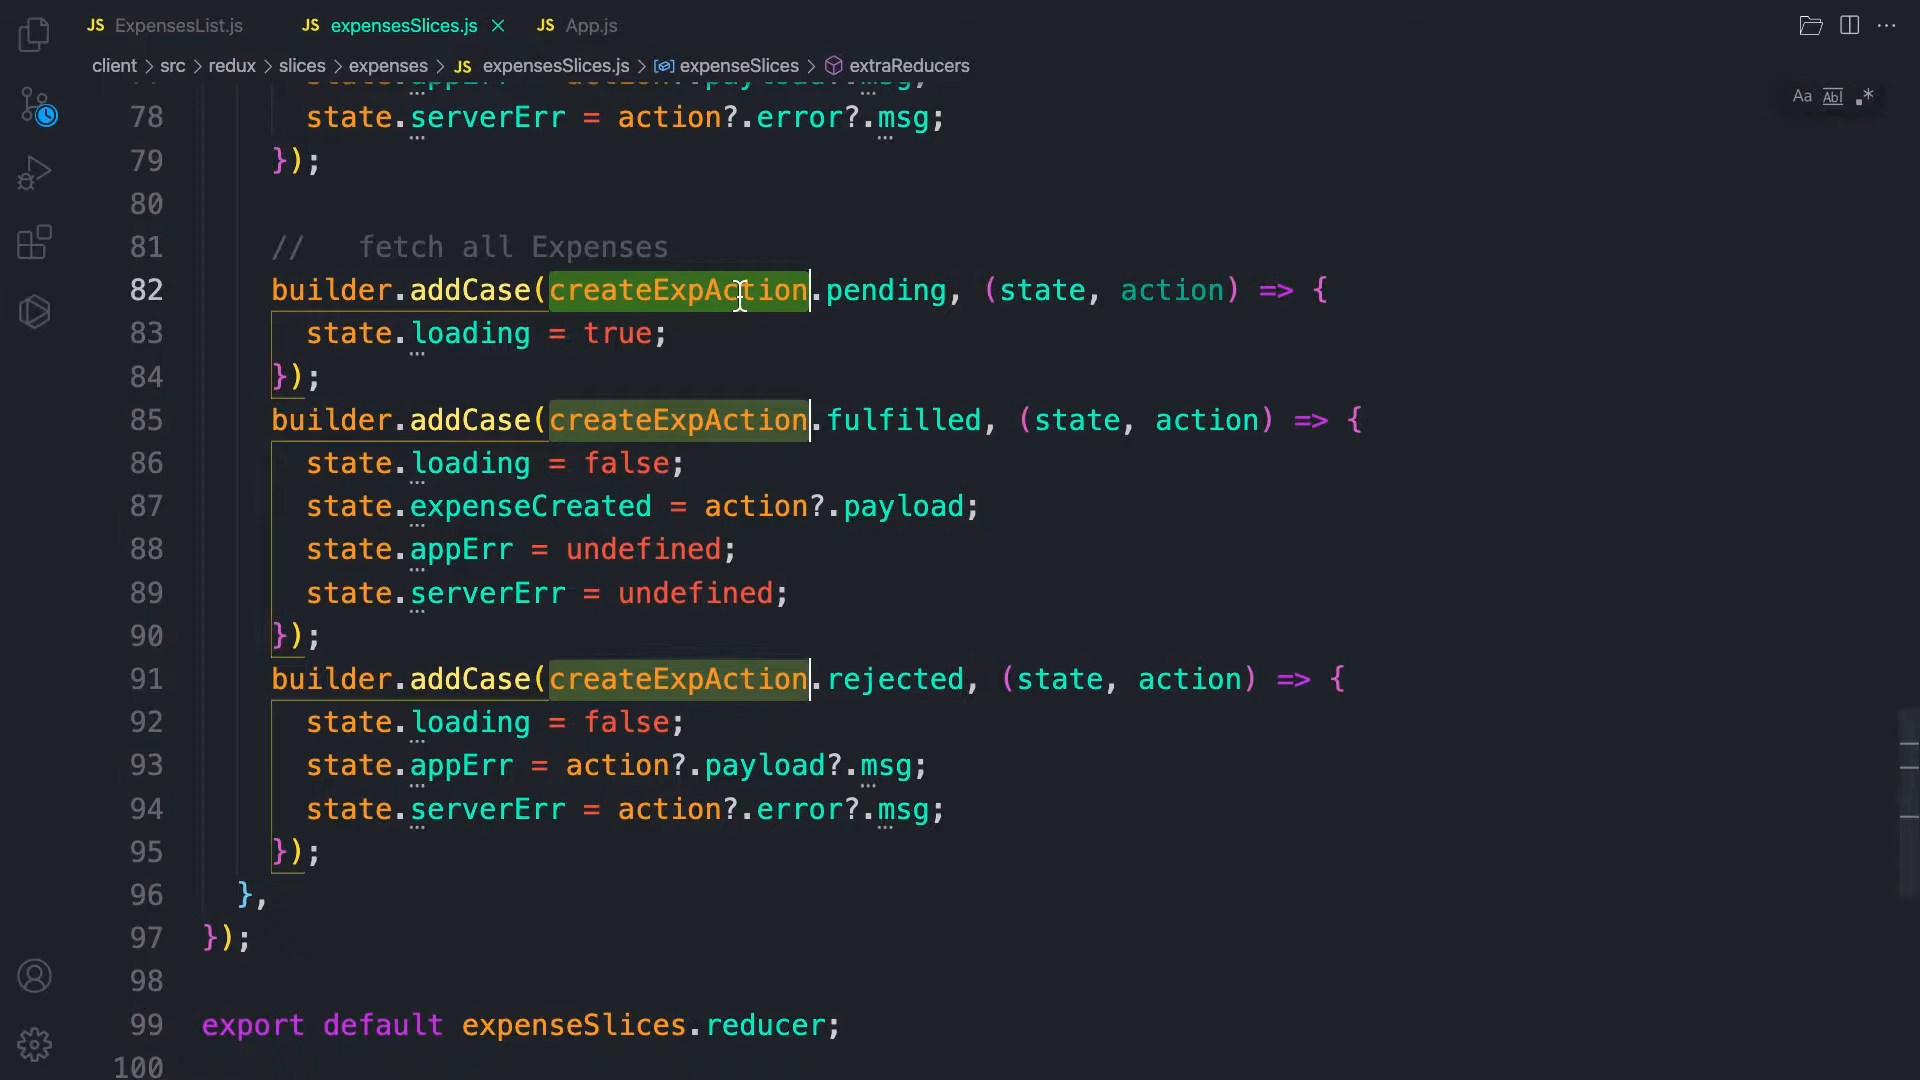 JS ExpensesList.js JS expensesSlices.js JS App.js
client > src > redux > slices > expenses > JS expensesSlices.js > expenseSlices > extraReducers
Aa Abl .*
78 state.serverErr = action?.error?.msg;
79 });
80
81 //   fetch all Expenses
82 builder.addCase(createExpAction.pending, (state, action) => {
83 state.loading = true;
84 });
85 builder.addCase(createExpAction.fulfilled, (state, action) => {
86 state.loading = false;
87 state.expenseCreated = action?.payload;
88 state.appErr = undefined;
89 state.serverErr = undefined;
90 });
91 builder.addCase(createExpAction.rejected, (state, action) => {
92 state.loading = false;
93 state.appErr = action?.payload?.msg;
94 state.serverErr = action?.error?.msg;
95 });
96 },
97 });
98
99 export default expenseSlices.reducer;
100